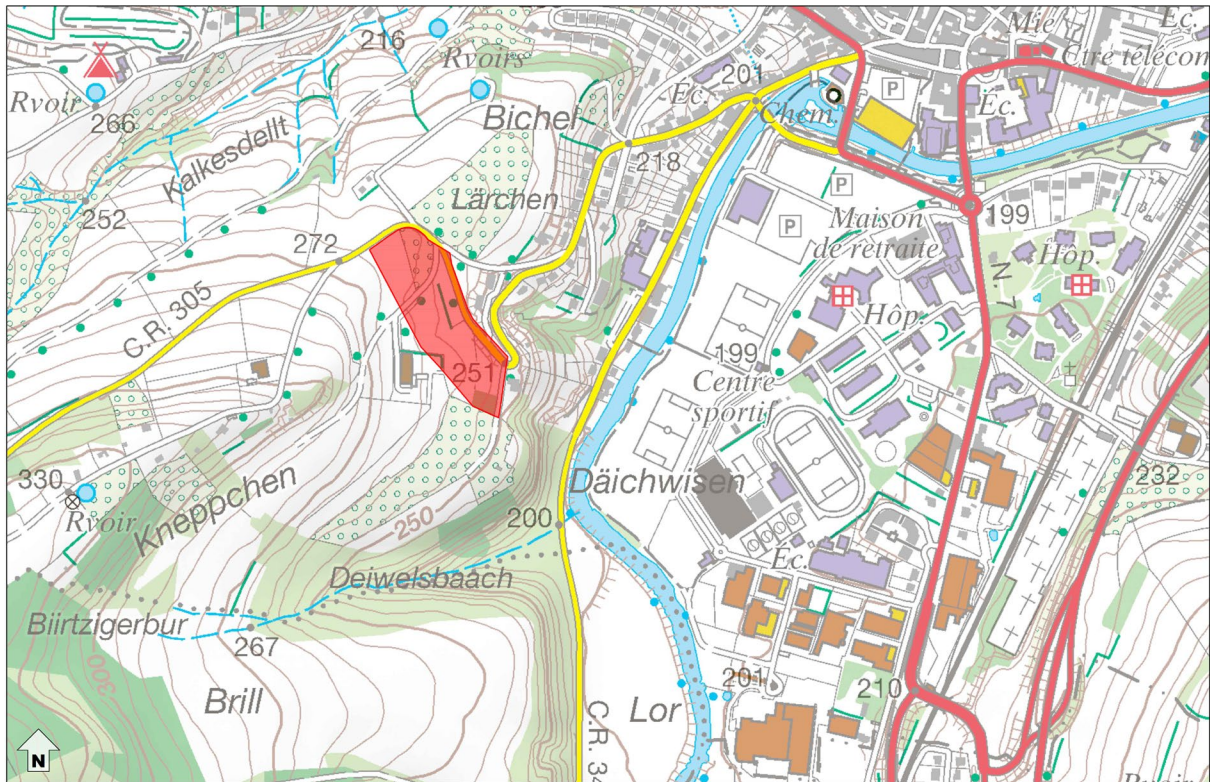 Mie
Ec.
216
Rvoirs
201
Ctre télécon
Rvoir
266
Ec.
P
Éc.
Bichel
Chem.
Kalkesdellt
218
P
252
Lärchen
Maison
de retraite
199
272
P
N. 7
Hôp.
C.R. 305
Hôp.
251
199
Centre
sportif
330
Rvoir
Kneppchen
250
Däichwisen
232
200
Deiwelsbaach
Ec.
Biirtzigerbur
267
300
Brill
Lor
201
210
C.R. 34
N